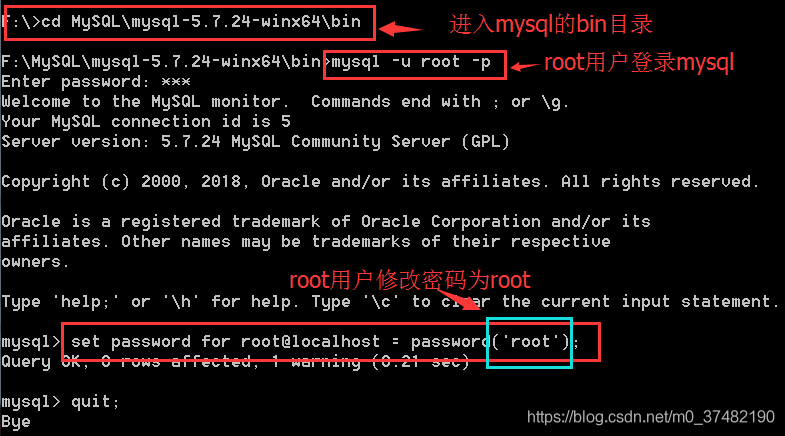 F:\>cd MySQL\mysql-5.7.24-winx64\bin
进入mysql的bin目录
F:\MySQL\mysql-5.7.24-winx64\bin>mysql -u root -p
root用户登录mysql
Enter password: ***
Welcome to the MySQL monitor.  Commands end with ; or \g.
Your MySQL connection id is 5
Server version: 5.7.24 MySQL Community Server (GPL)
Copyright (c) 2000, 2018, Oracle and/or its affiliates. All rights reserved.
Oracle is a registered trademark of Oracle Corporation and/or its
affiliates. Other names may be trademarks of their respective
owners.
root用户修改密码为root
Type 'help;' or '\h' for help. Type '\c' to clear the current input statement.
mysql> set password for root@localhost = password('root');
Query OK, 0 rows affected, 1 warning (0.21 sec)
mysql> quit;
Bye
https://blog.csdn.net/m0_37482190